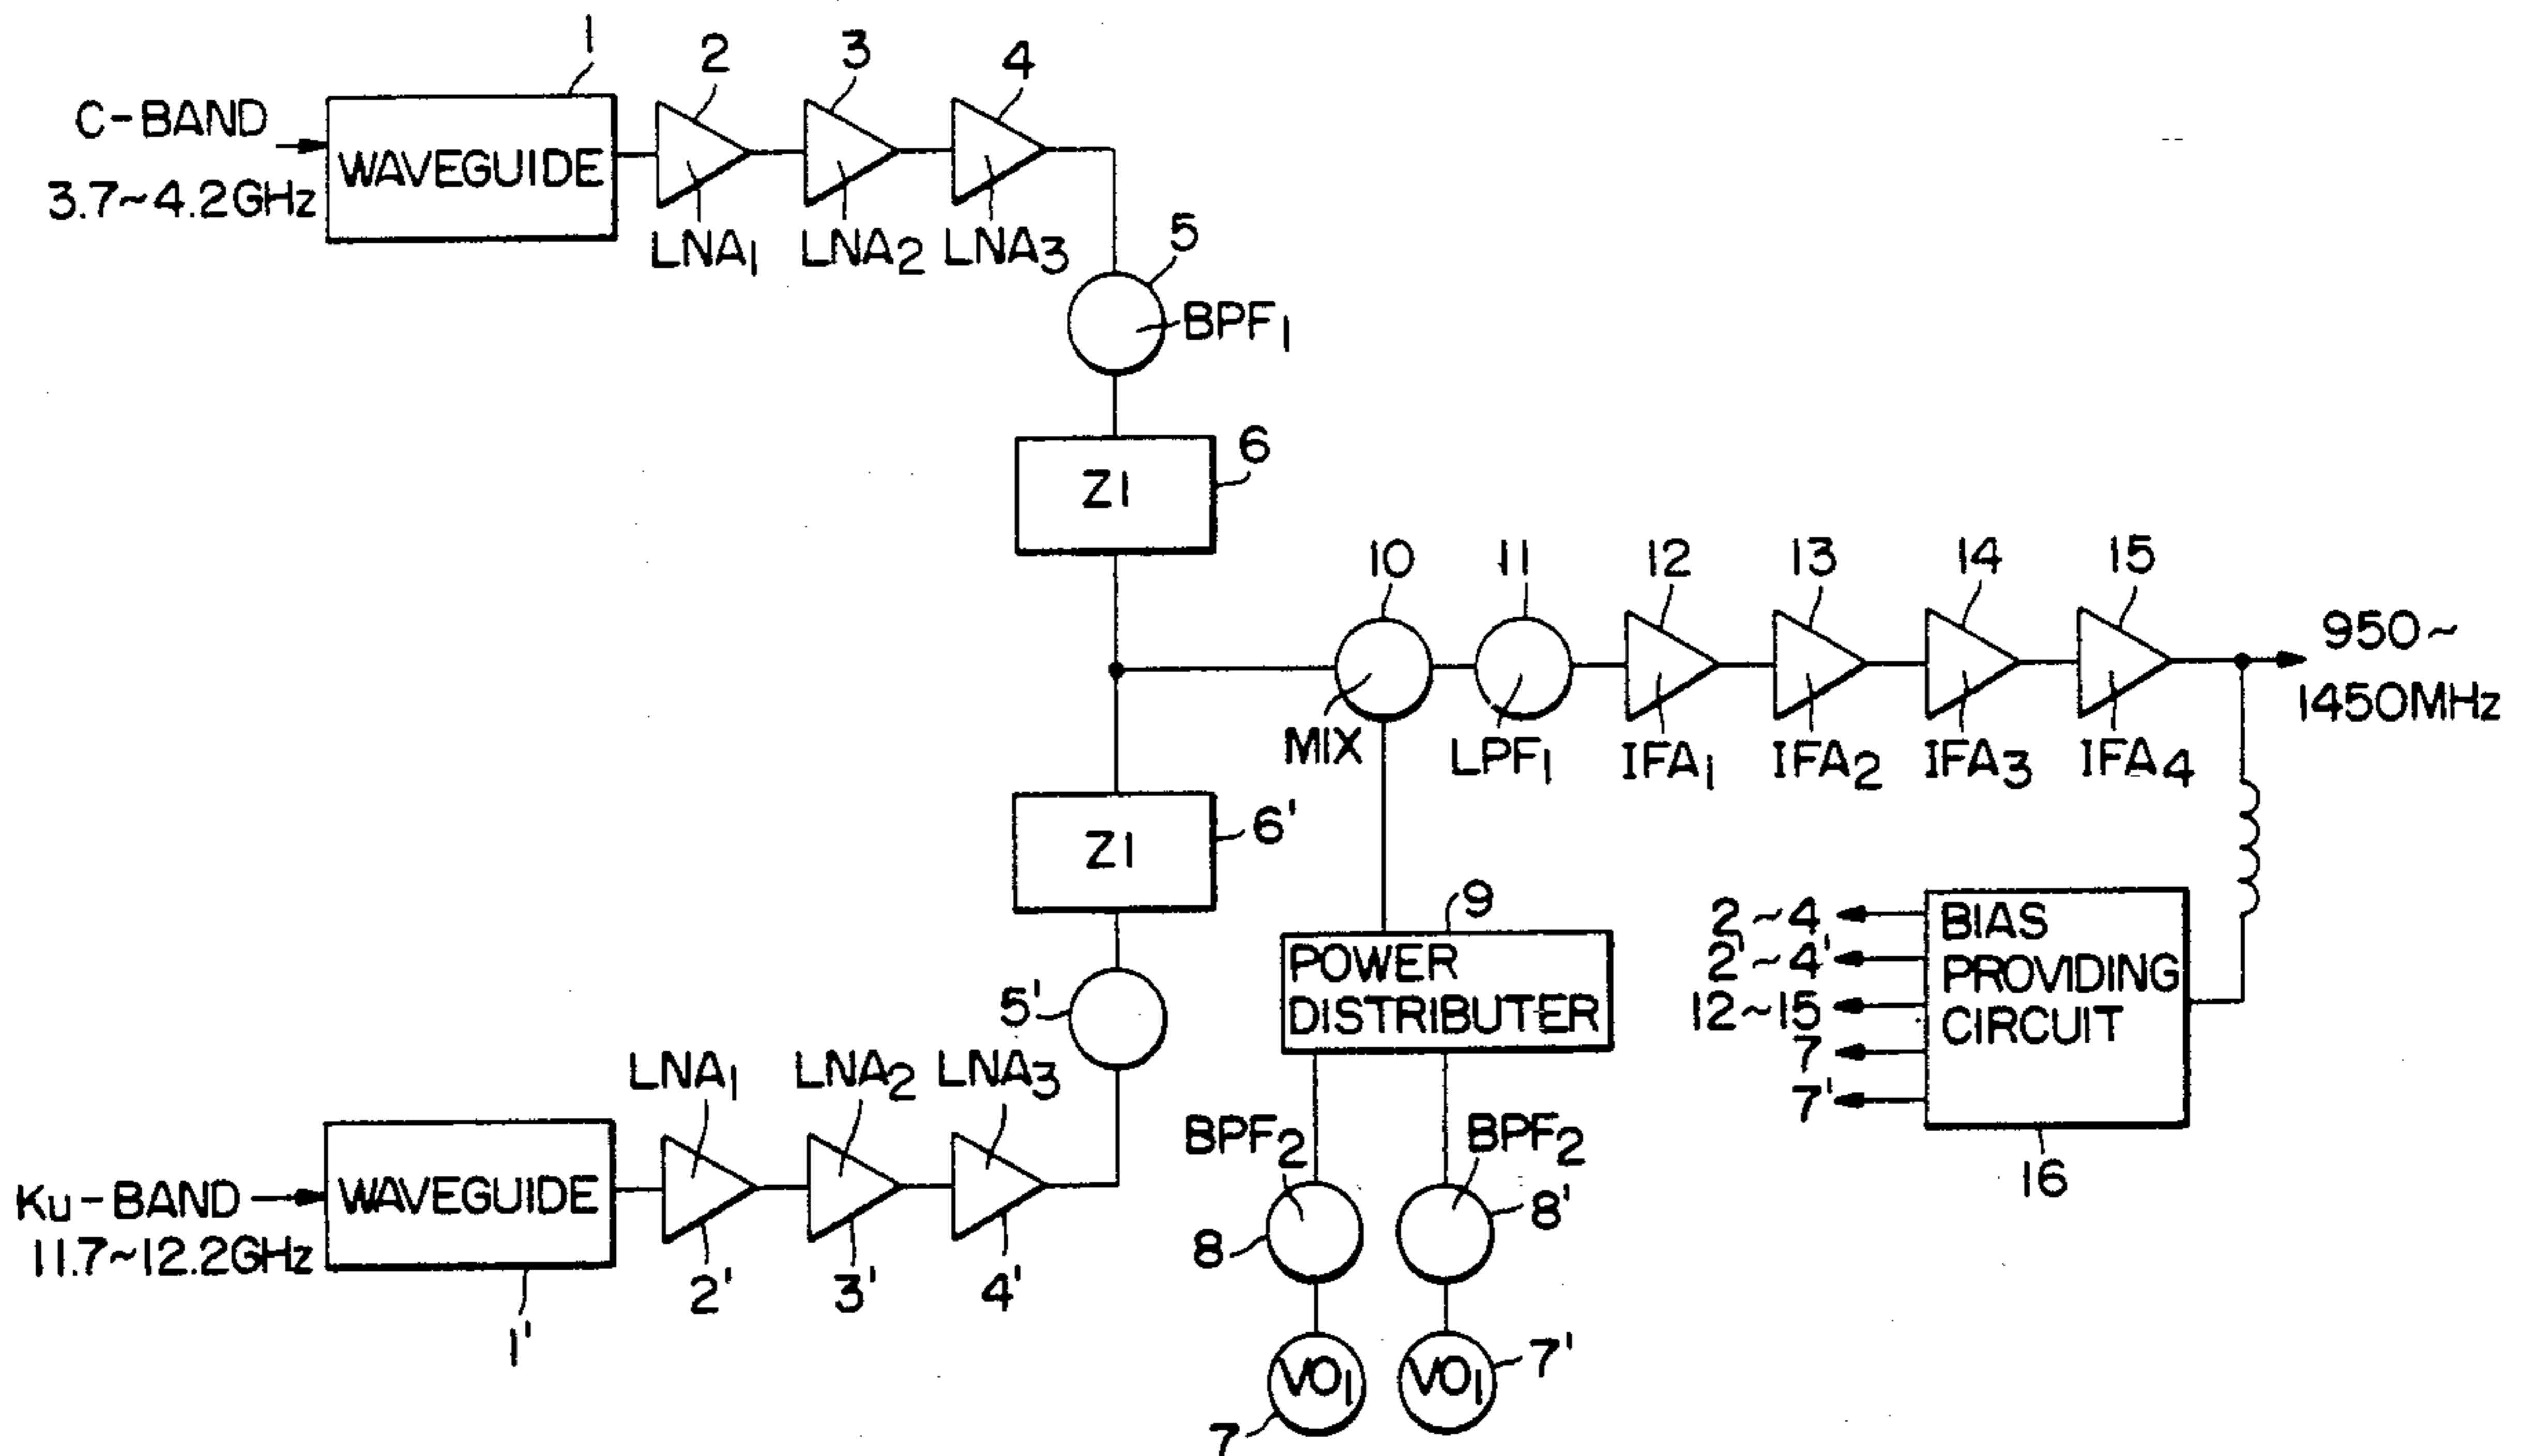 1
2
3
4
C-BAND
3.7~4.2GHz
WAVEGUIDE
LNA1
LNA2
LNA3
5
BPF1
6
Z1
10
11
12
13
14
15
950~
1450MHz
MIX
LPF1
IFA1
IFA2
IFA3
IFA4
Z1
6'
9
POWER
DISTRIBUTER
2~4
2'~4'
12~15
7
7'
BIAS
PROVIDING
CIRCUIT
16
5'
LNA1
LNA2
LNA3
BPF2
BPF2
Ku-BAND
11.7~12.2GHz
WAVEGUIDE
8
8'
2'
3'
4'
1'
VO1
VO1
7'
7